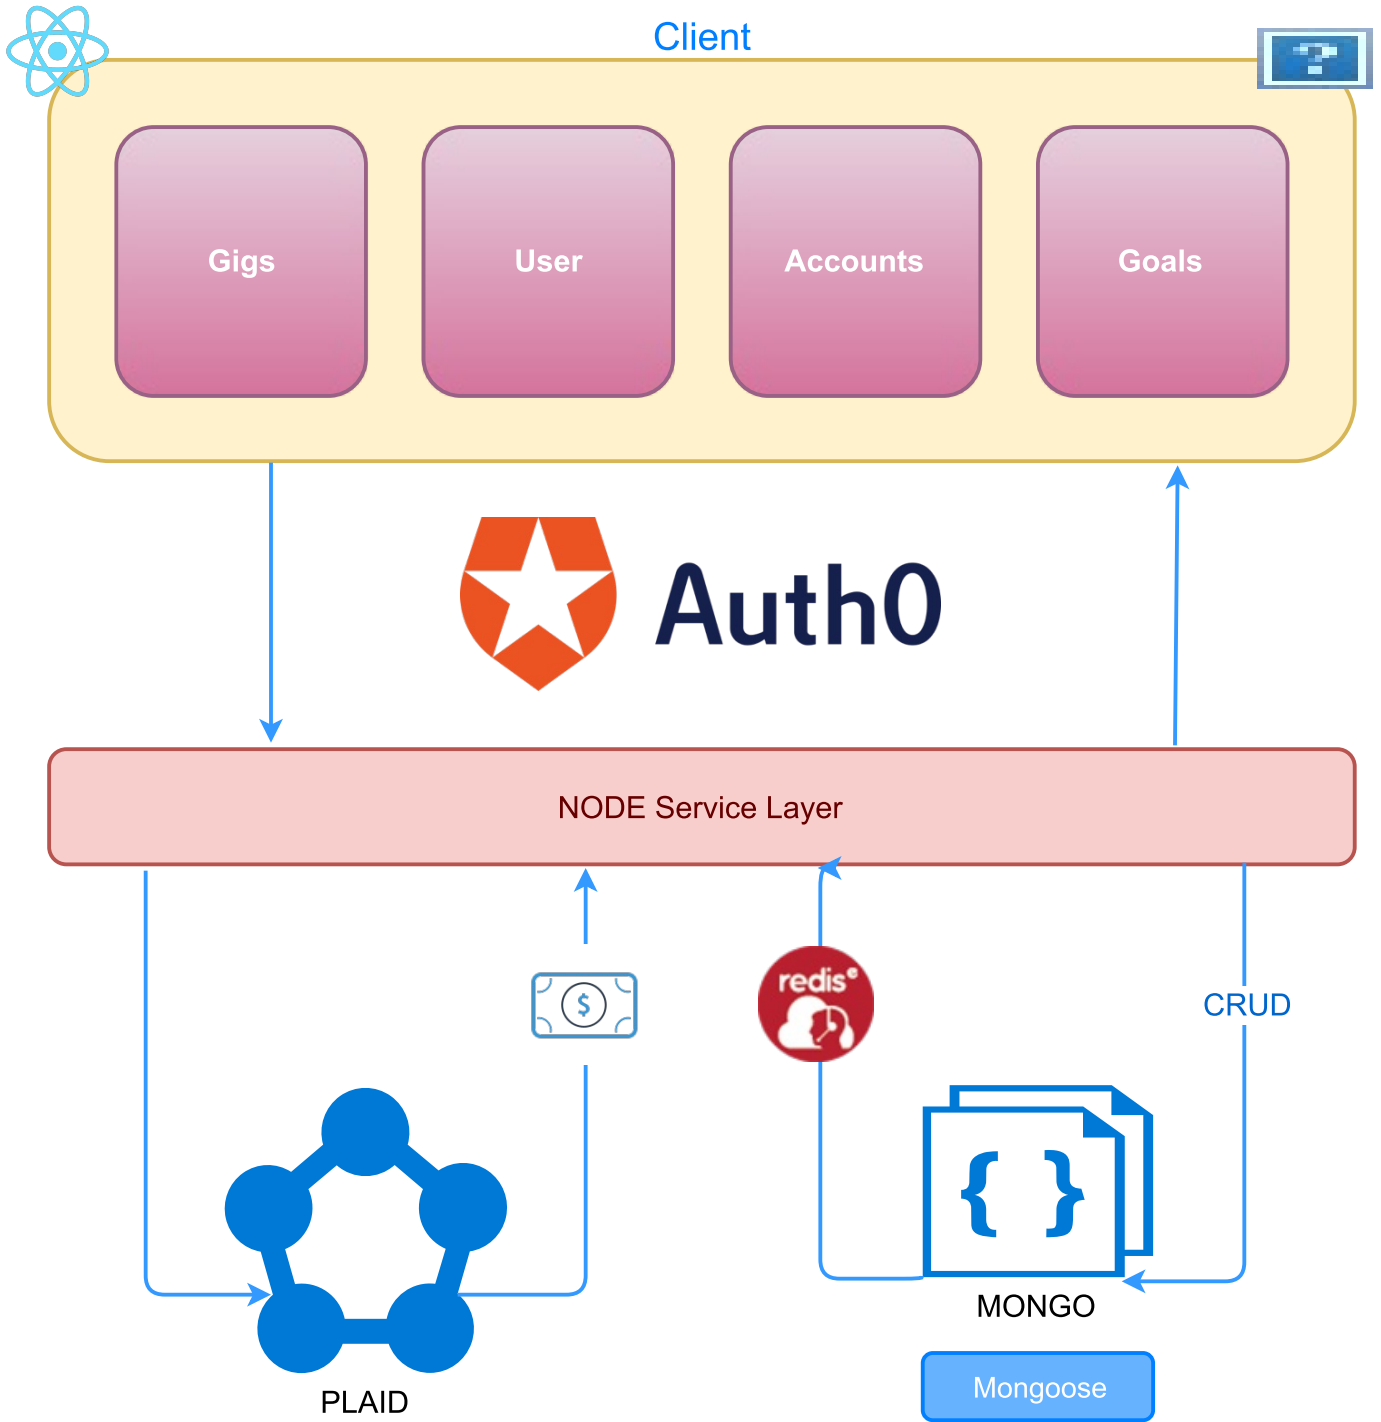 Client
?
Gigs
User
Accounts
Goals
Auth0
NODE Service Layer
$
redis
CRUD
{ }
MONGO
Mongoose
PLAID